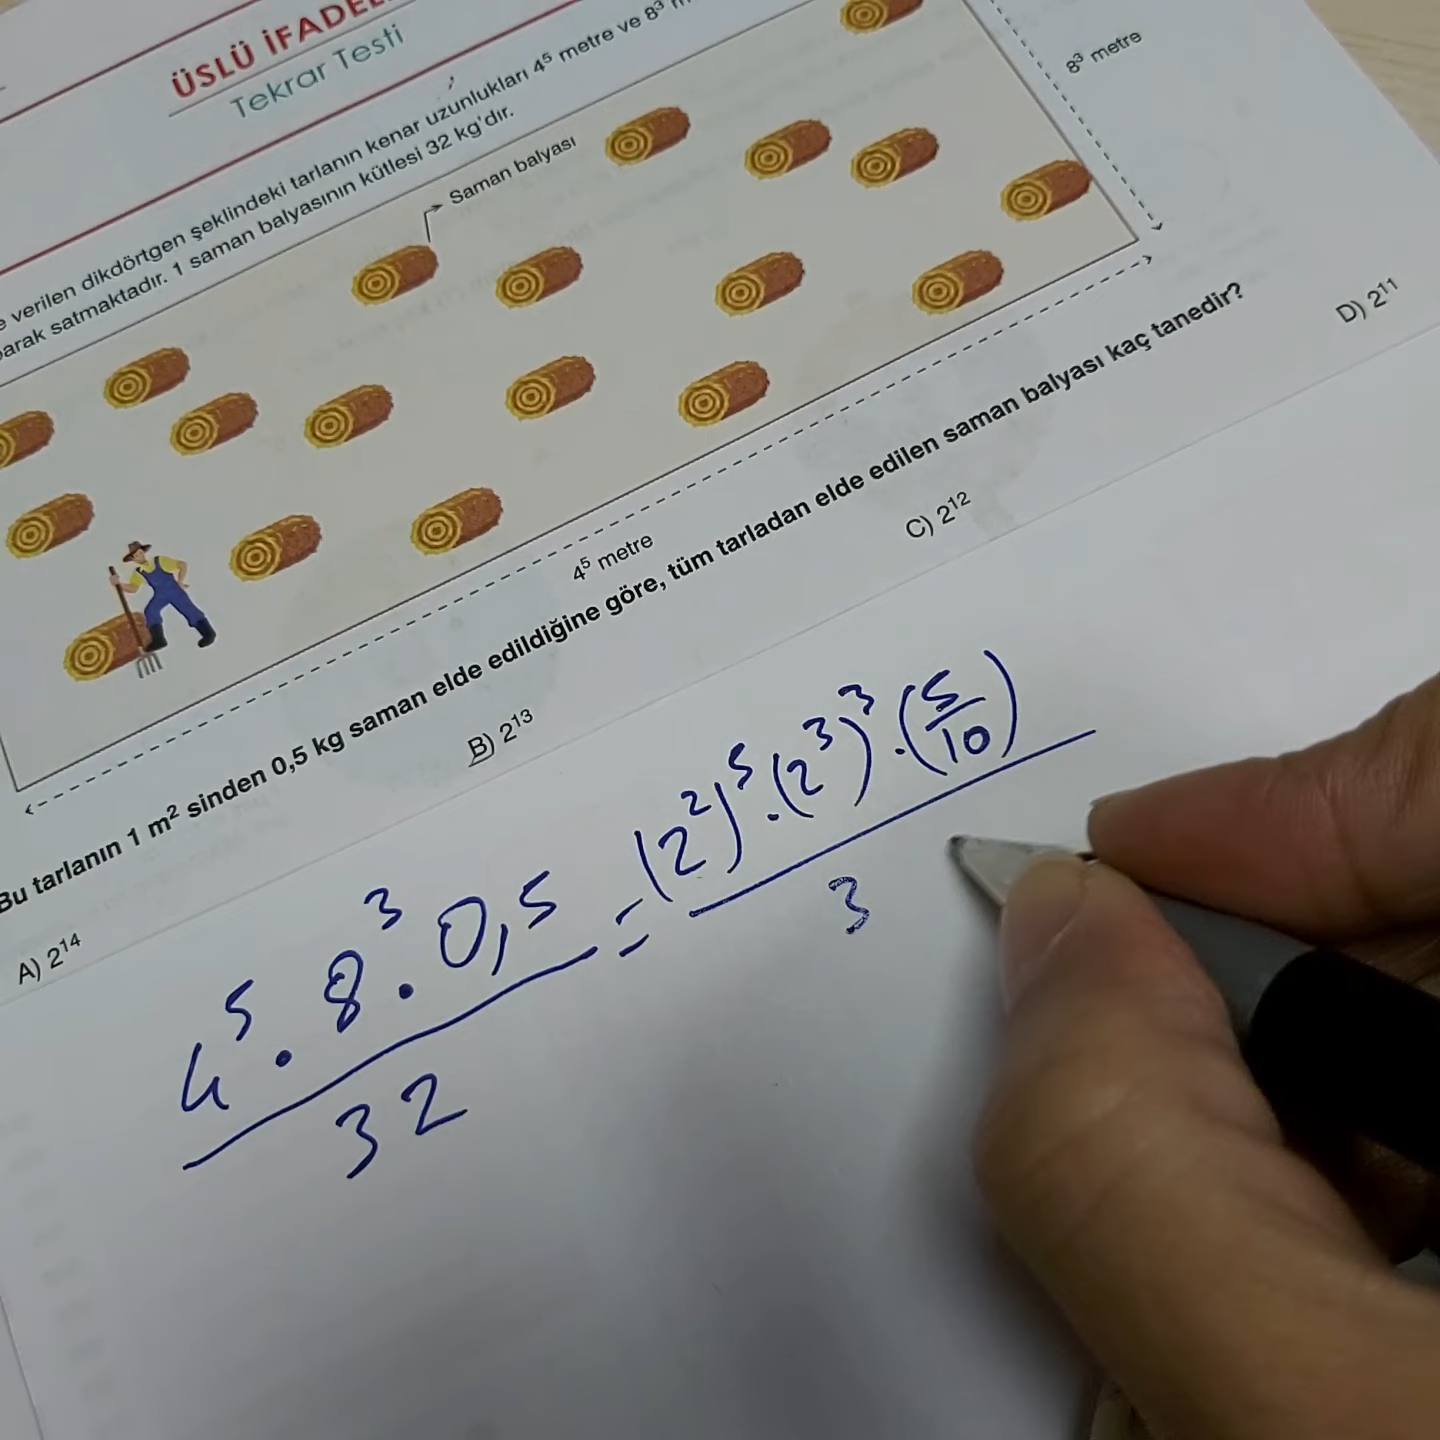 ÜSLÜ İFADEL
Tekrar Testi
verilen dikdörtgen şeklindeki tarlanın kenar uzunlukları 4⁵ metre ve 8³
satmaktadır. 1 saman balyasının kütlesi 32 kg'dır.
Saman balyası
8³ metre
4⁵ metre
Bu tarlanın 1 m² sinden 0,5 kg saman elde edildiğine göre, tüm tarladan elde edilen saman balyası kaç tanedir?
A) 2¹⁴ B) 2¹³ C) 2¹² D) 2¹¹
4⁵ . 8³ . 0,5 = (2²)⁵ . (2³)³ . (5/10)
32 3